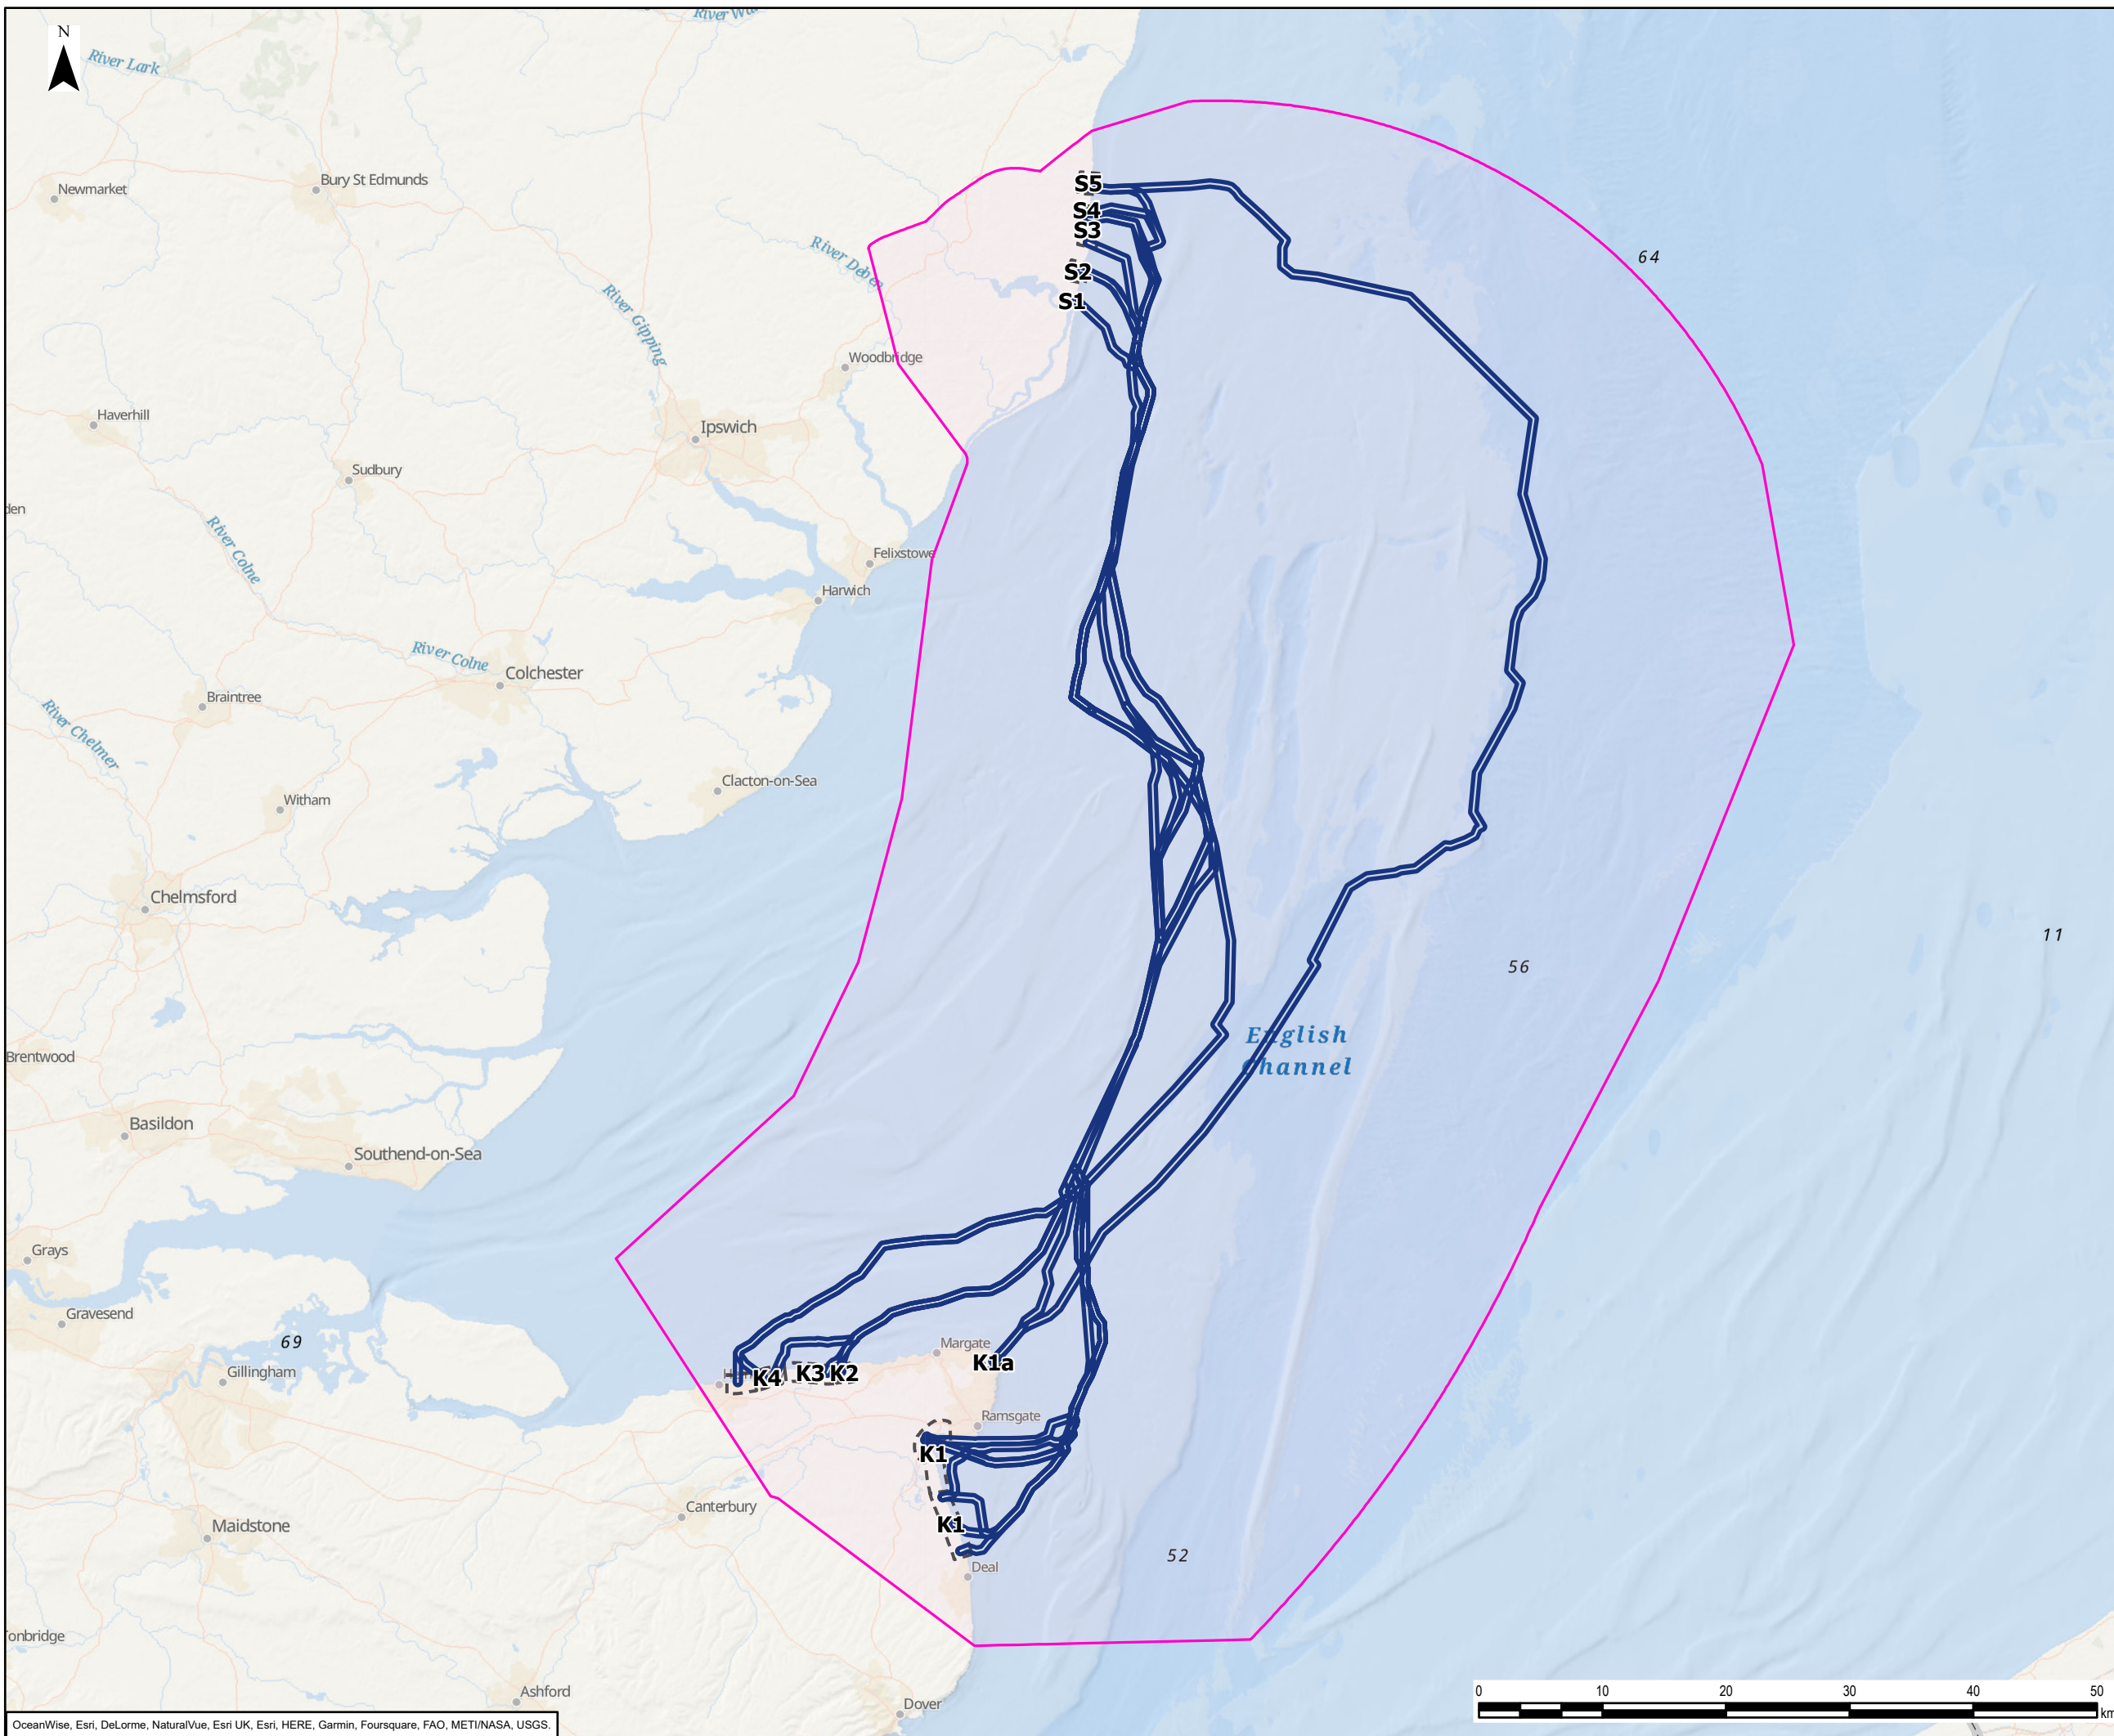 River Wa
N
River Lark
Bury St Edmunds
Newmarket
S5
S4
S3
S2
S1
River Deben
64
River Gipping
Woodbridge
Haverhill
Ipswich
Sudbury
den
River Colne
Felixstowe
Harwich
River Colne
Colchester
Braintree
River Chelmer
Clacton-on-Sea
Witham
Chelmsford
11
56
English
Channel
Brentwood
Basildon
Southend-on-Sea
Grays
Gravesend
69
Margate
K1a
Gillingham
K4
K3
K2
Ramsgate
K1
Canterbury
Maidstone
K1
52
Deal
onbridge
Ashford
Dover
0 10 20 30 40 50
km
OceanWise, Esri, DeLorme, NaturalVue, Esri UK, Esri, HERE, Garmin, Foursquare, FAO, METI/NASA, USGS.